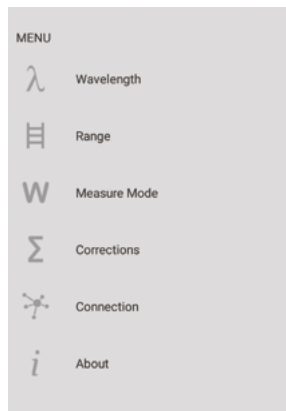 MENU
λ Wavelength
Range
W Measure Mode
Σ Corrections
Connection
i About